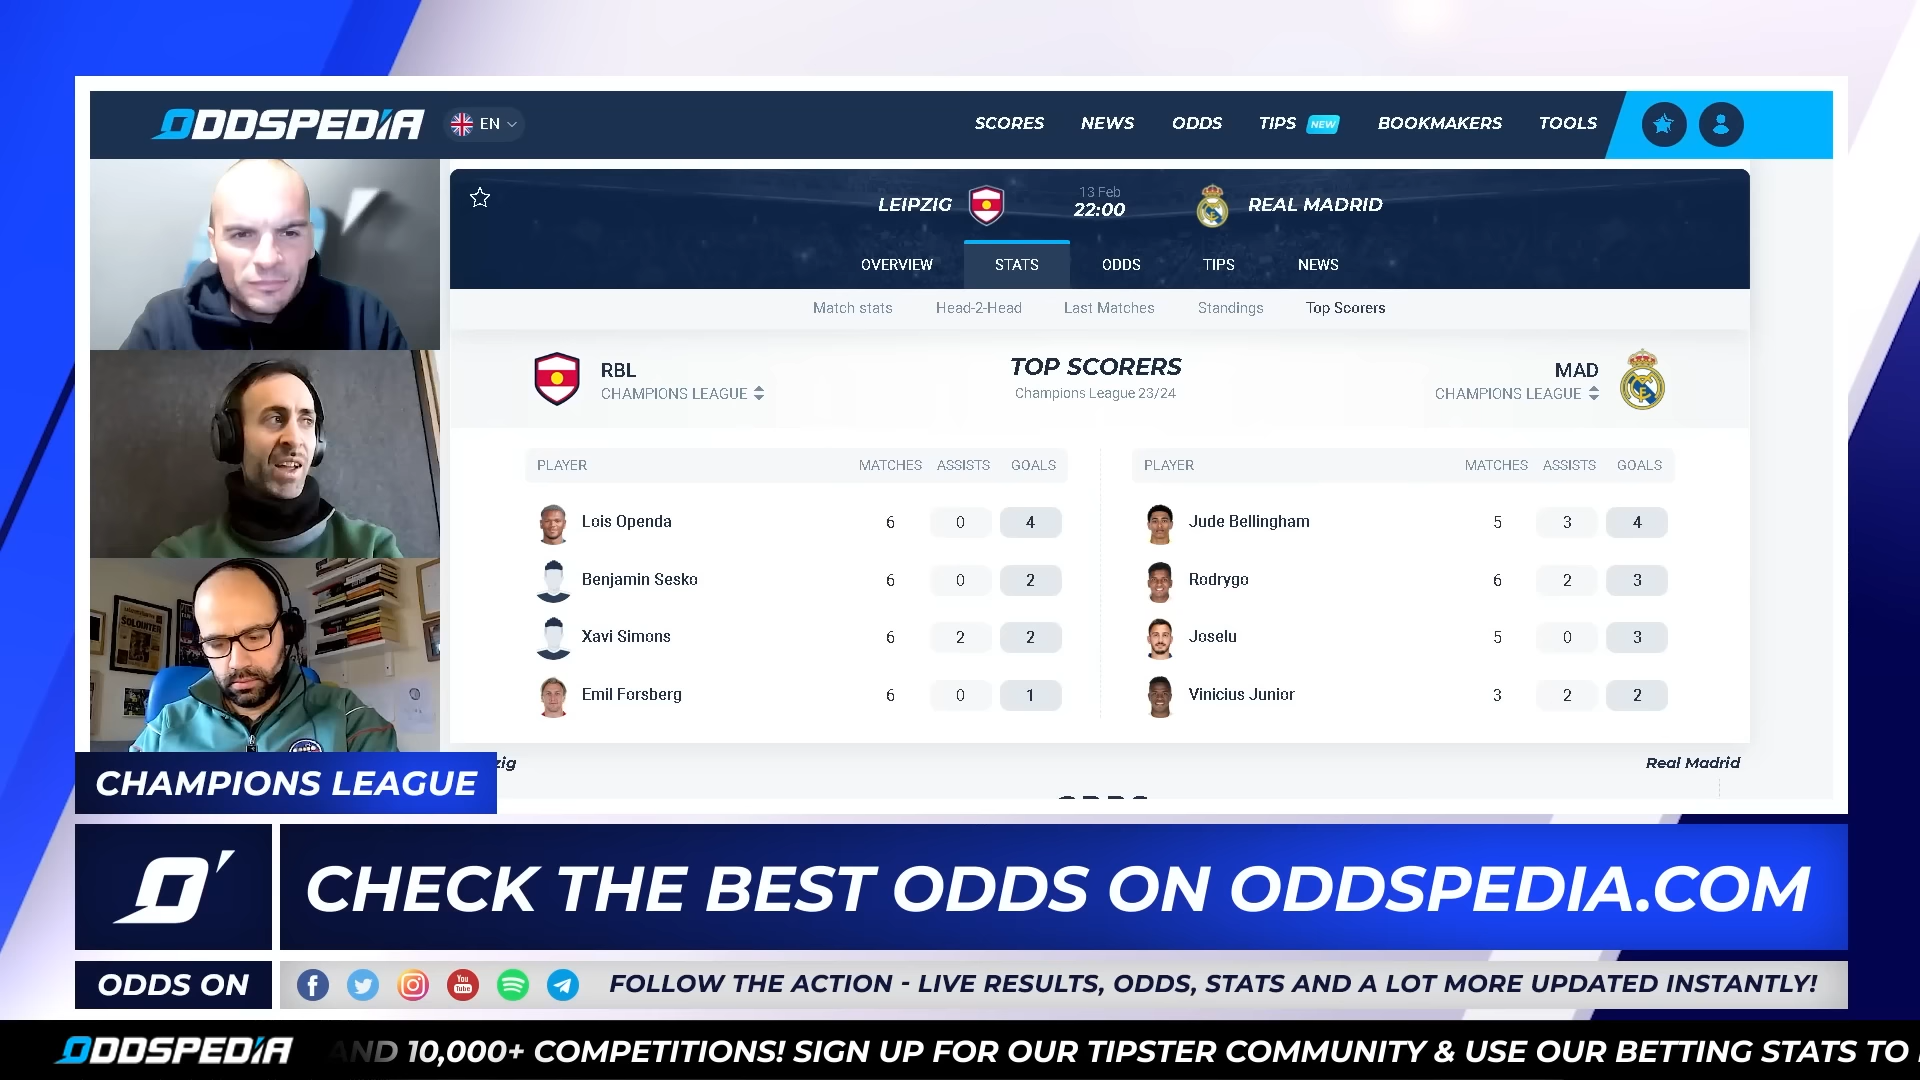 ODDSPEDIA
EN
SCORES NEWS ODDS TIPS NEW BOOKMAKERS TOOLS
LEIPZIG
13 Feb
22:00
REAL MADRID
OVERVIEW STATS ODDS TIPS NEWS
Match stats Head-2-Head Last Matches Standings Top Scorers
RBL
CHAMPIONS LEAGUE
TOP SCORERS
Champions League 23/24
MAD
CHAMPIONS LEAGUE
PLAYER MATCHES ASSISTS GOALS
Lois Openda 6 0 4
Benjamin Sesko 6 0 2
Xavi Simons 6 2 2
Emil Forsberg 6 0 1
PLAYER MATCHES ASSISTS GOALS
Jude Bellingham 5 3 4
Rodrygo 6 2 3
Joselu 5 0 3
Vinicius Junior 3 2 2
zig
Real Madrid
CHAMPIONS LEAGUE
CHECK THE BEST ODDS ON ODDSPEDIA.COM
ODDS ON
You Tube
FOLLOW THE ACTION - LIVE RESULTS, ODDS, STATS AND A LOT MORE UPDATED INSTANTLY!
ODDSPEDIA
AND 10,000+ COMPETITIONS! SIGN UP FOR OUR TIPSTER COMMUNITY & USE OUR BETTING STATS TO